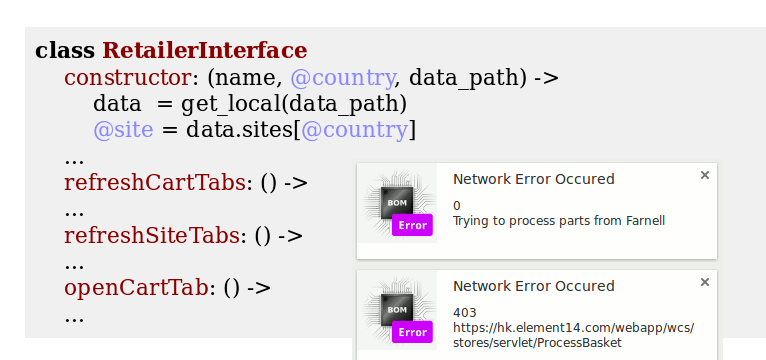 class RetailerInterface
constructor: (name, @country, data_path) ->
data = get_local(data_path)
@site = data.sites[@country]
...
refreshCartTabs: () ->
...
refreshSiteTabs: () ->
...
openCartTab: () ->
...
Network Error Occured
0
Trying to process parts from Farnell
BOM
Error
Network Error Occured
403
https://hk.element14.com/webapp/wcs/
stores/servlet/ProcessBasket
BOM
Error